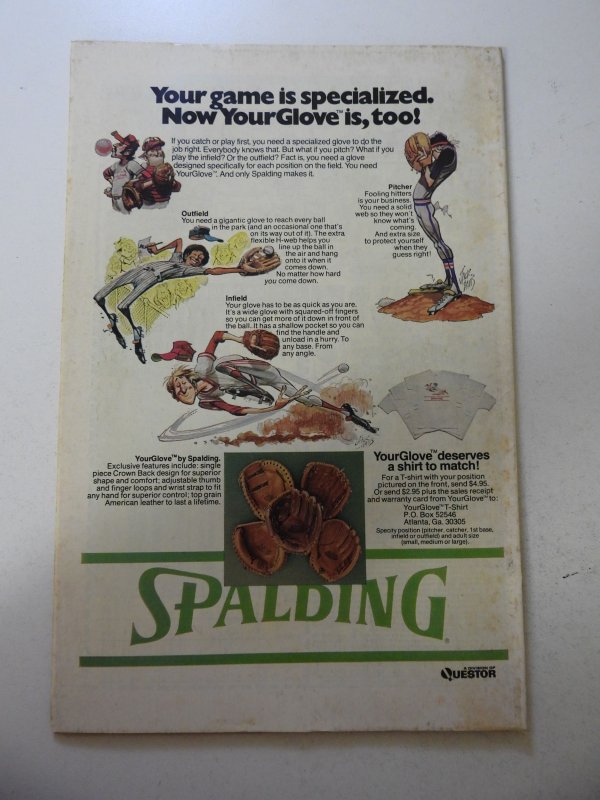 Your game is specialized.
Now YourGlove™ is, too!
If you catch or play first, you need a specialized glove to do the
job right. Everybody knows that. But what if you pitch? What if you
play the infield? Or the outfield? Fact is, you need a glove
designed specifically for each position on the field. You need
YourGlove™. And only Spalding makes it.
Pitcher
Fooling hitters
is your business.
You need a solid
web so they won't
know what's
coming.
And extra size
to protect yourself
when they
guess right!
Outfield
You need a gigantic glove to reach every ball
in the park (and an occasional one that's
on its way out of it). The extra
flexible H-web helps you
line up the ball in
the air and hang
onto it when it
comes down.
No matter how hard
you come down.
Infield
Your glove has to be as quick as you are.
It's a wide glove with squared-off fingers
so you can get more of it down in front of
the ball. It has a shallow pocket so you can
find the handle and
unload in a hurry. To
any base. From
any angle.
YourGlove™ by Spalding.
Exclusive features include: single
piece Crown Back design for superior
shape and comfort; adjustable thumb
and finger loops and wrist strap to fit
any hand for superior control; top grain
American leather to last a lifetime.
YourGlove™ deserves
a shirt to match!
For a T-shirt with your position
pictured on the front, send $4.95.
Or send $2.95 plus the sales receipt
and warranty card from YourGlove™ to:
YourGlove™ T-Shirt
P.O. Box 52546
Atlanta, Ga. 30305
Specify position (pitcher, catcher, 1st base,
infield or outfield) and adult size
(small, medium or large).
SPALDING®
A DIVISION OF
QUESTOR